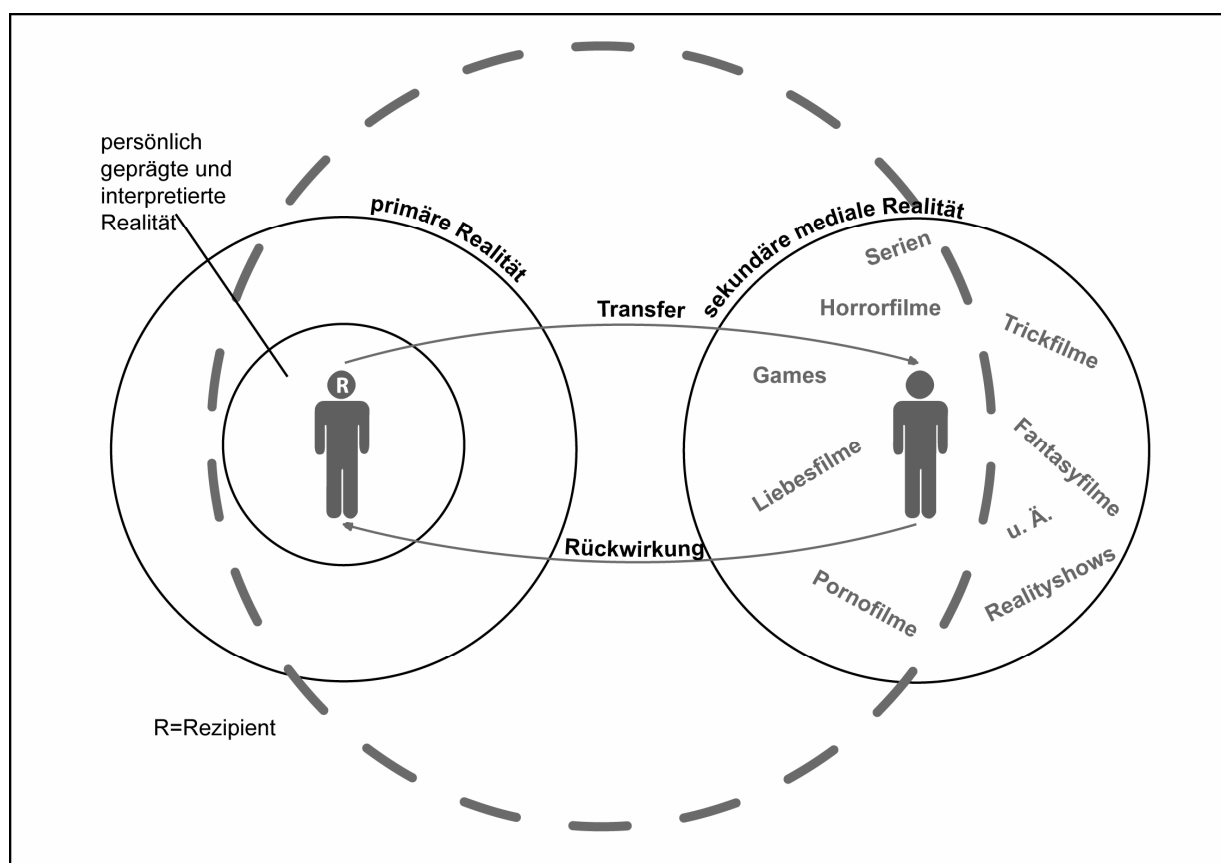 persönlich
geprägte und
interpretierte
Realität
primäre Realität
sekundäre mediale Realität
Serien
Transfer
Horrorfilme
Trickfilme
Games
R
Liebesfilme
Fantasyfilme
u. Ä.
Rückwirkung
Pornofilme
Realityshows
R=Rezipient